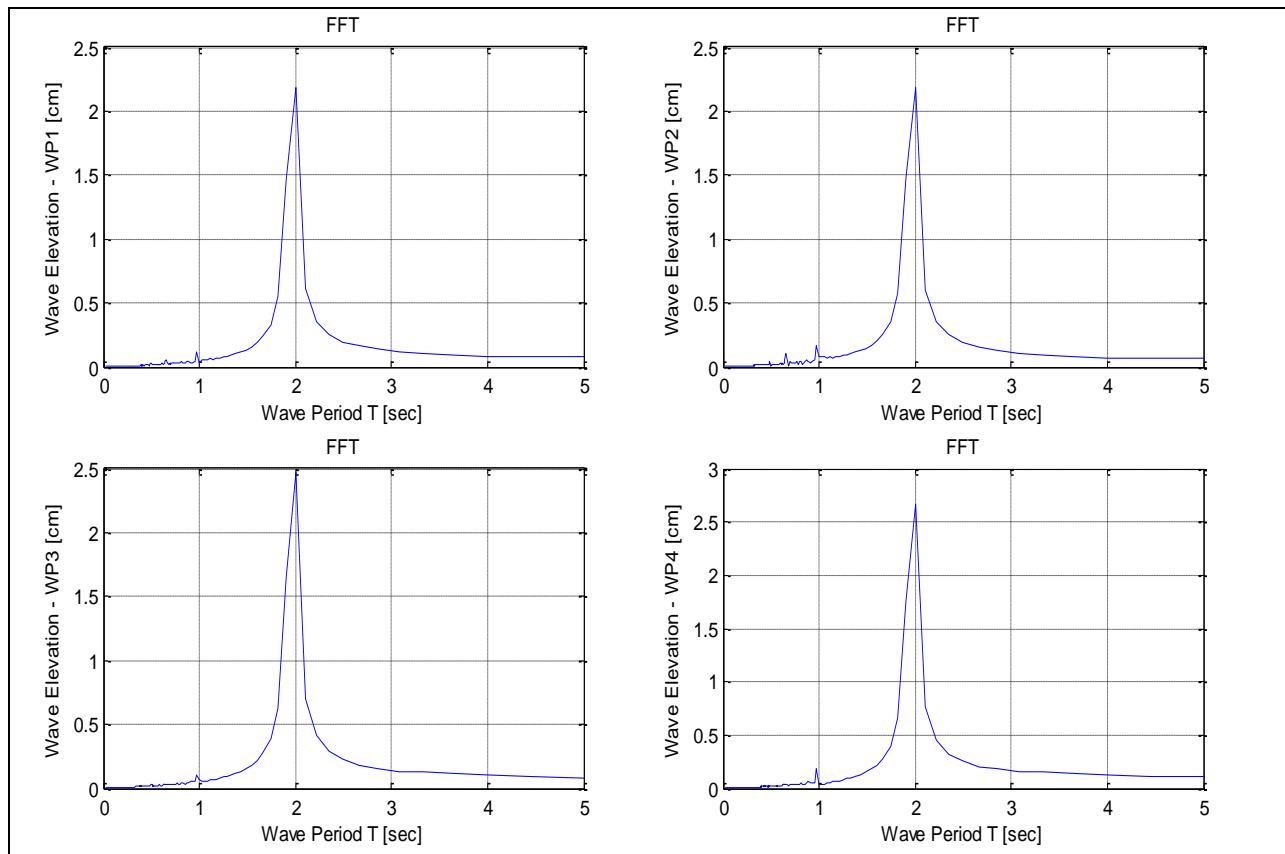 FFT
2.5
2
1.5
1
0.5
0
Wave Elevation - WP1 [cm]
0 1 2 3 4 5
Wave Period T [sec]
FFT
2.5
2
1.5
1
0.5
0
Wave Elevation - WP2 [cm]
0 1 2 3 4 5
Wave Period T [sec]
FFT
2.5
2
1.5
1
0.5
0
Wave Elevation - WP3 [cm]
0 1 2 3 4 5
Wave Period T [sec]
FFT
3
2.5
2
1.5
1
0.5
0
Wave Elevation - WP4 [cm]
0 1 2 3 4 5
Wave Period T [sec]